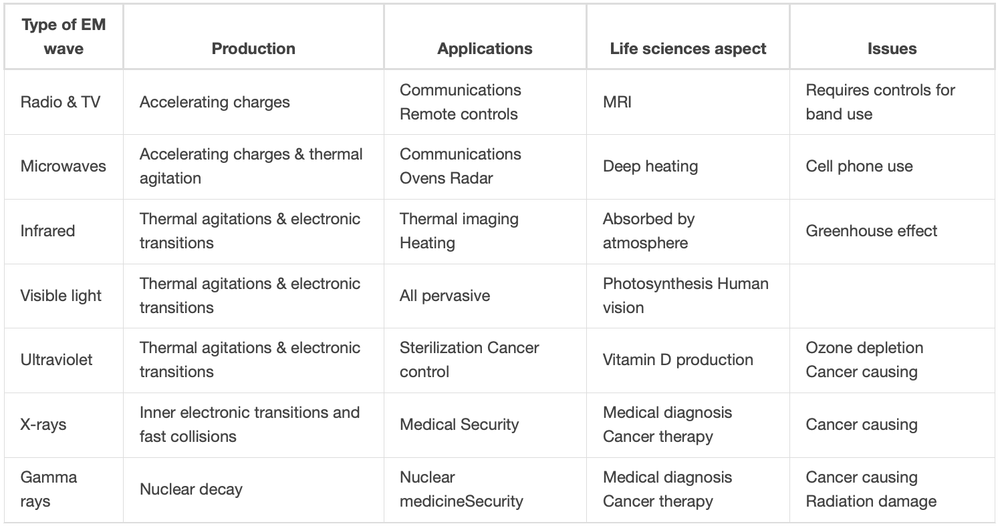 Type of EM
wave
Production
Applications
Life sciences aspect
Issues
Radio & TV
Accelerating charges
Communications
Remote controls
MRI
Requires controls for
band use
Microwaves
Accelerating charges & thermal
agitation
Communications
Ovens Radar
Deep heating
Cell phone use
Infrared
Thermal agitations & electronic
transitions
Thermal imaging
Heating
Absorbed by
atmosphere
Greenhouse effect
Visible light
Thermal agitations & electronic
transitions
All pervasive
Photosynthesis Human
vision
Ultraviolet
Thermal agitations & electronic
transitions
Sterilization Cancer
control
Vitamin D production
Ozone depletion
Cancer causing
X-rays
Inner electronic transitions and
fast collisions
Medical Security
Medical diagnosis
Cancer therapy
Cancer causing
Gamma
rays
Nuclear decay
Nuclear
medicineSecurity
Medical diagnosis
Cancer therapy
Cancer causing
Radiation damage